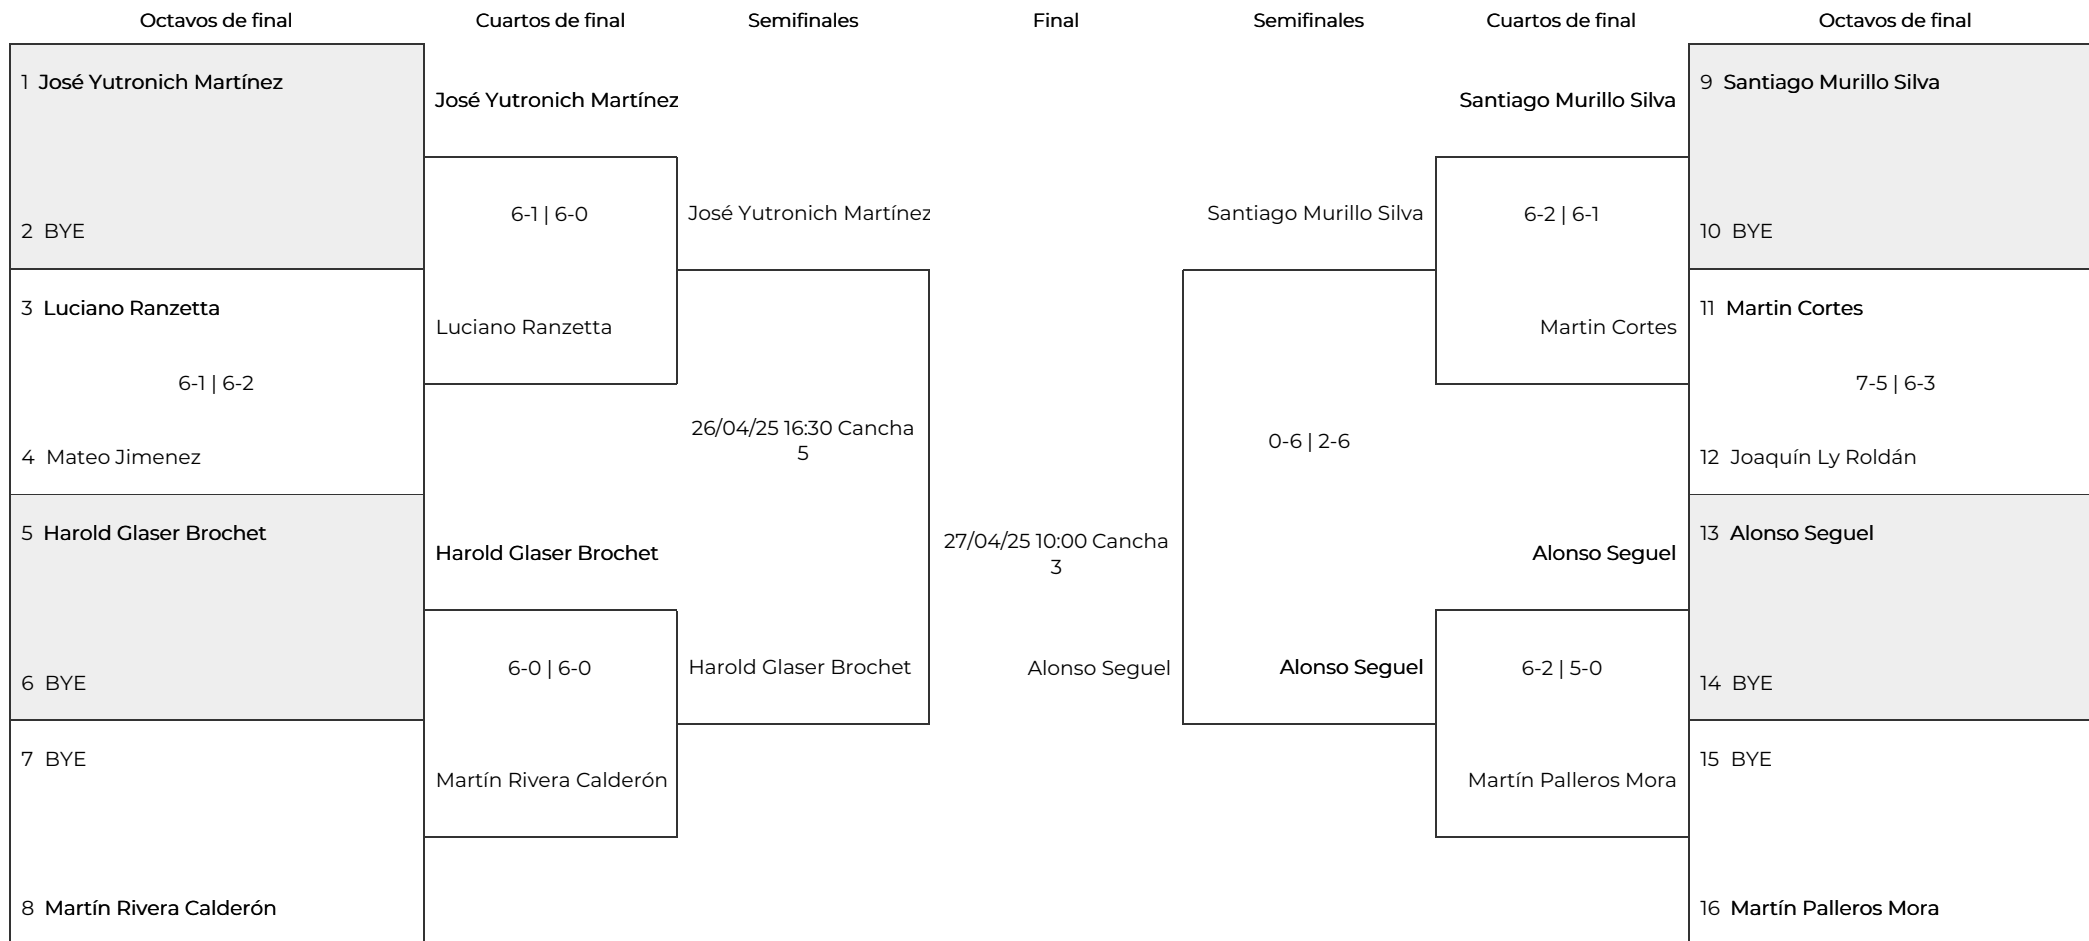 Octavos de final
Cuartos de final
Semifinales
Final
Semifinales
Cuartos de final
Octavos de final
1 José Yutronich Martínez
2 BYE
3 Luciano Ranzetta
6-1 | 6-2
4 Mateo Jimenez
5 Harold Glaser Brochet
6 BYE
7 BYE
8 Martín Rivera Calderón
José Yutronich Martínez
6-1 | 6-0
Luciano Ranzetta
Harold Glaser Brochet
6-0 | 6-0
Martín Rivera Calderón
José Yutronich Martínez
26/04/25 16:30 Cancha
5
Harold Glaser Brochet
27/04/25 10:00 Cancha
3
Alonso Seguel
Santiago Murillo Silva
0-6 | 2-6
Alonso Seguel
Santiago Murillo Silva
6-2 | 6-1
Martin Cortes
Alonso Seguel
6-2 | 5-0
Martín Palleros Mora
9 Santiago Murillo Silva
10 BYE
11 Martin Cortes
7-5 | 6-3
12 Joaquín Ly Roldán
13 Alonso Seguel
14 BYE
15 BYE
16 Martín Palleros Mora